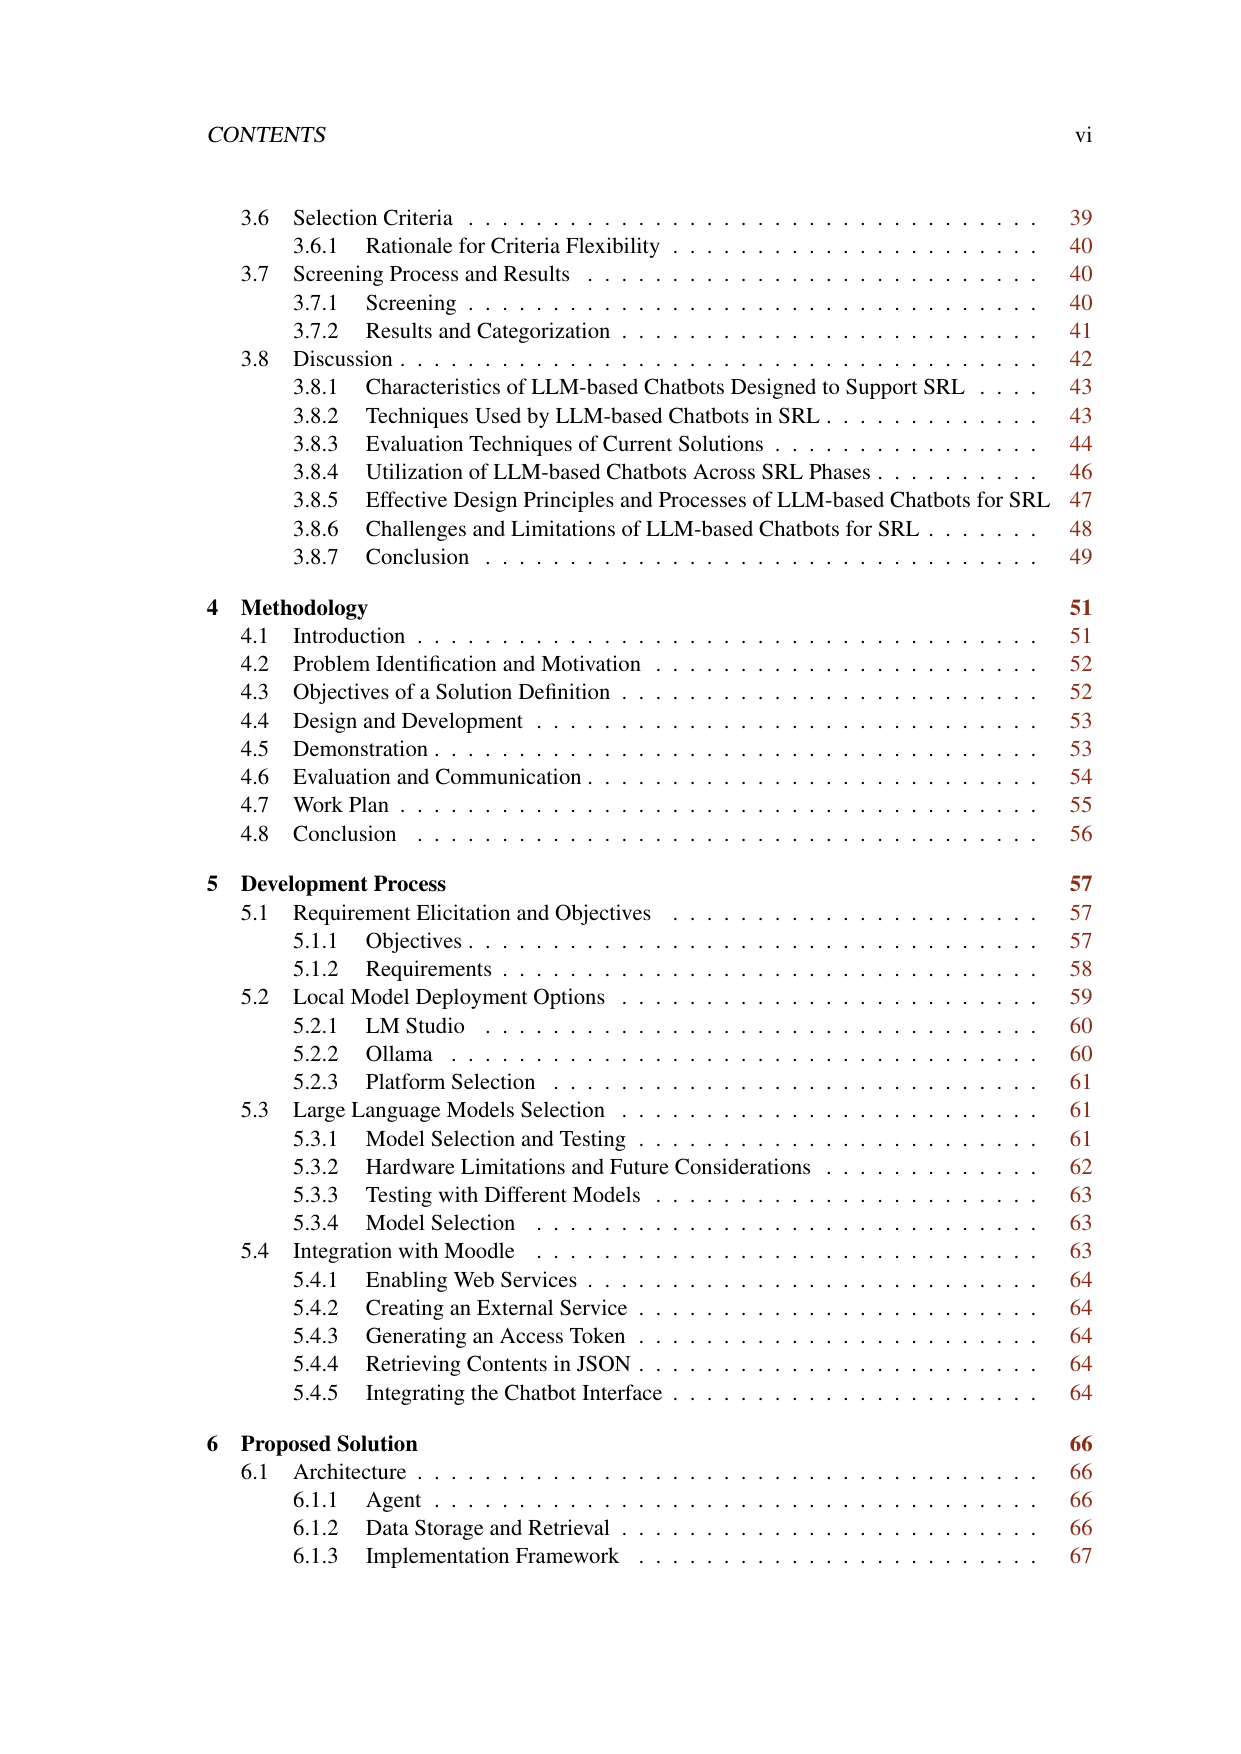 CONTENTS vi
3.6 Selection Criteria . . . . . . . . . . . . . . . . . . . . . . . . . . . . . . . . . . 39
3.6.1 Rationale for Criteria Flexibility . . . . . . . . . . . . . . . . . . . . . . 40
3.7 Screening Process and Results . . . . . . . . . . . . . . . . . . . . . . . . . . . 40
3.7.1 Screening . . . . . . . . . . . . . . . . . . . . . . . . . . . . . . . . . . 40
3.7.2 Results and Categorization . . . . . . . . . . . . . . . . . . . . . . . . . 41
3.8 Discussion . . . . . . . . . . . . . . . . . . . . . . . . . . . . . . . . . . . . . . 42
3.8.1 Characteristics of LLM-based Chatbots Designed to Support SRL . . . . 43
3.8.2 Techniques Used by LLM-based Chatbots in SRL . . . . . . . . . . . . . 43
3.8.3 Evaluation Techniques of Current Solutions . . . . . . . . . . . . . . . . 44
3.8.4 Utilization of LLM-based Chatbots Across SRL Phases . . . . . . . . . . 46
3.8.5 Effective Design Principles and Processes of LLM-based Chatbots for SRL 47
3.8.6 Challenges and Limitations of LLM-based Chatbots for SRL . . . . . . . 48
3.8.7 Conclusion . . . . . . . . . . . . . . . . . . . . . . . . . . . . . . . . . 49
4 Methodology 51
4.1 Introduction . . . . . . . . . . . . . . . . . . . . . . . . . . . . . . . . . . . . . 51
4.2 Problem Identification and Motivation . . . . . . . . . . . . . . . . . . . . . . . 52
4.3 Objectives of a Solution Definition . . . . . . . . . . . . . . . . . . . . . . . . . 52
4.4 Design and Development . . . . . . . . . . . . . . . . . . . . . . . . . . . . . . 53
4.5 Demonstration . . . . . . . . . . . . . . . . . . . . . . . . . . . . . . . . . . . . 53
4.6 Evaluation and Communication . . . . . . . . . . . . . . . . . . . . . . . . . . . 54
4.7 Work Plan . . . . . . . . . . . . . . . . . . . . . . . . . . . . . . . . . . . . . . 55
4.8 Conclusion . . . . . . . . . . . . . . . . . . . . . . . . . . . . . . . . . . . . . 56
5 Development Process 57
5.1 Requirement Elicitation and Objectives . . . . . . . . . . . . . . . . . . . . . . 57
5.1.1 Objectives . . . . . . . . . . . . . . . . . . . . . . . . . . . . . . . . . . 57
5.1.2 Requirements . . . . . . . . . . . . . . . . . . . . . . . . . . . . . . . . 58
5.2 Local Model Deployment Options . . . . . . . . . . . . . . . . . . . . . . . . . 59
5.2.1 LM Studio . . . . . . . . . . . . . . . . . . . . . . . . . . . . . . . . . 60
5.2.2 Ollama . . . . . . . . . . . . . . . . . . . . . . . . . . . . . . . . . . . 60
5.2.3 Platform Selection . . . . . . . . . . . . . . . . . . . . . . . . . . . . . 61
5.3 Large Language Models Selection . . . . . . . . . . . . . . . . . . . . . . . . . 61
5.3.1 Model Selection and Testing . . . . . . . . . . . . . . . . . . . . . . . . 61
5.3.2 Hardware Limitations and Future Considerations . . . . . . . . . . . . . 62
5.3.3 Testing with Different Models . . . . . . . . . . . . . . . . . . . . . . . 63
5.3.4 Model Selection . . . . . . . . . . . . . . . . . . . . . . . . . . . . . . 63
5.4 Integration with Moodle . . . . . . . . . . . . . . . . . . . . . . . . . . . . . . 63
5.4.1 Enabling Web Services . . . . . . . . . . . . . . . . . . . . . . . . . . . 64
5.4.2 Creating an External Service . . . . . . . . . . . . . . . . . . . . . . . . 64
5.4.3 Generating an Access Token . . . . . . . . . . . . . . . . . . . . . . . . 64
5.4.4 Retrieving Contents in JSON . . . . . . . . . . . . . . . . . . . . . . . . 64
5.4.5 Integrating the Chatbot Interface . . . . . . . . . . . . . . . . . . . . . . 64
6 Proposed Solution 66
6.1 Architecture . . . . . . . . . . . . . . . . . . . . . . . . . . . . . . . . . . . . . 66
6.1.1 Agent . . . . . . . . . . . . . . . . . . . . . . . . . . . . . . . . . . . . 66
6.1.2 Data Storage and Retrieval . . . . . . . . . . . . . . . . . . . . . . . . . 66
6.1.3 Implementation Framework . . . . . . . . . . . . . . . . . . . . . . . . 67